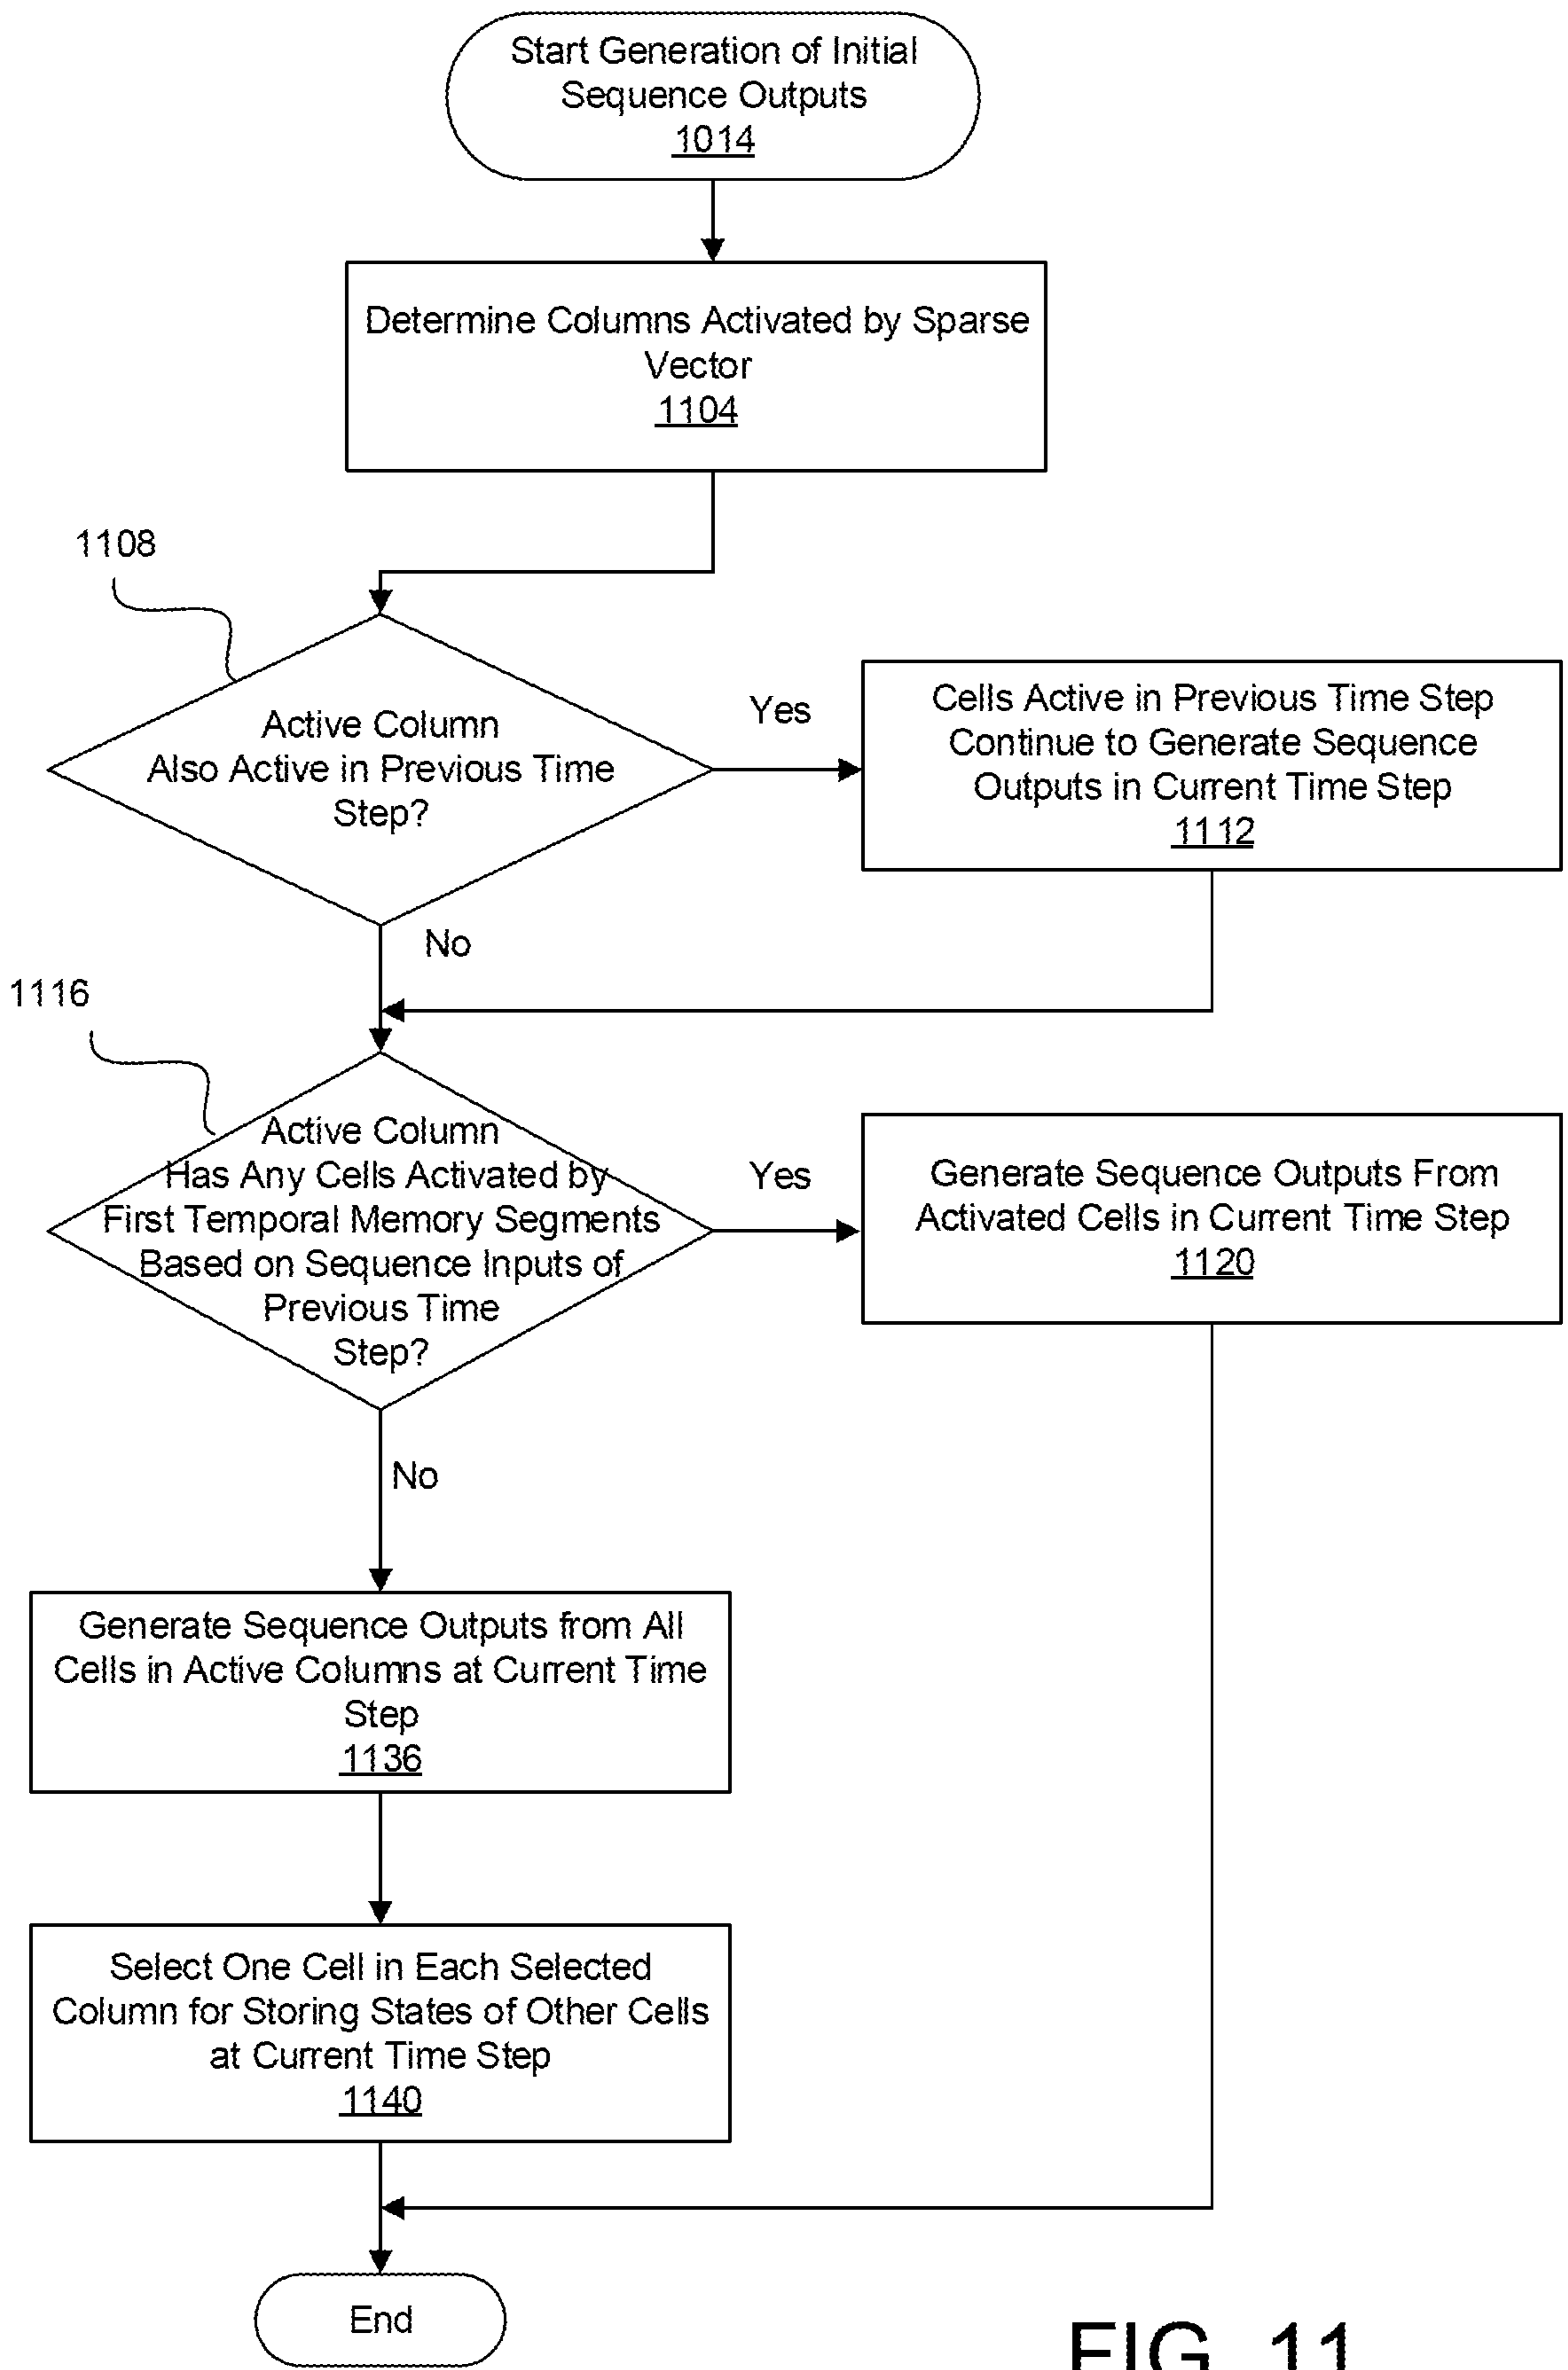 Start Generation of Initial
Sequence Outputs
1014
Determine Columns Activated by Sparse
Vector
1104
1108
Active Column
Also Active in Previous Time
Step?
Yes
Cells Active in Previous Time Step
Continue to Generate Sequence
Outputs in Current Time Step
1112
No
1116
Active Column
Has Any Cells Activated by
First Temporal Memory Segments
Based on Sequence Inputs of
Previous Time
Step?
Yes
Generate Sequence Outputs From
Activated Cells in Current Time Step
1120
No
Generate Sequence Outputs from All
Cells in Active Columns at Current Time
Step
1136
Select One Cell in Each Selected
Column for Storing States of Other Cells
at Current Time Step
1140
End
FIG. 11